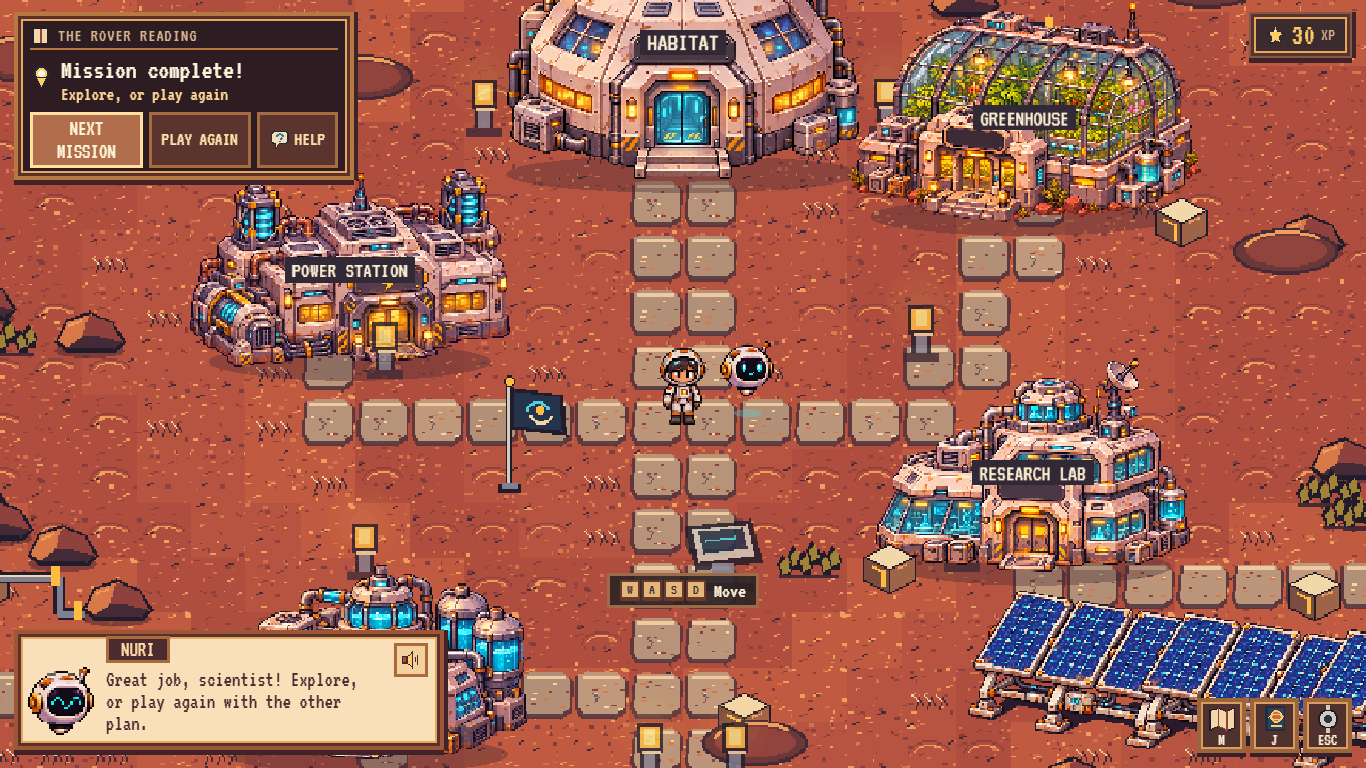 THE ROVER READING
Mission complete!
Explore, or play again
NEXT
MISSION
PLAY AGAIN
? HELP
30 XP
HABITAT
GREENHOUSE
POWER STATION
RESEARCH LAB
W A S D Move
NURI
Great job, scientist! Explore,
or play again with the other
plan.
M
J
ESC